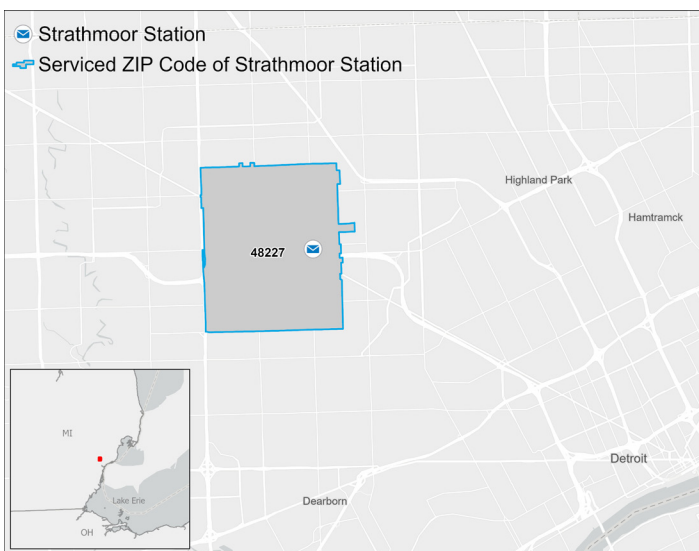 Strathmoor Station
Serviced ZIP Code of Strathmoor Station
Highland Park
Hamtramck
48227
MI
Lake Erie
OH
Dearborn
Detroit